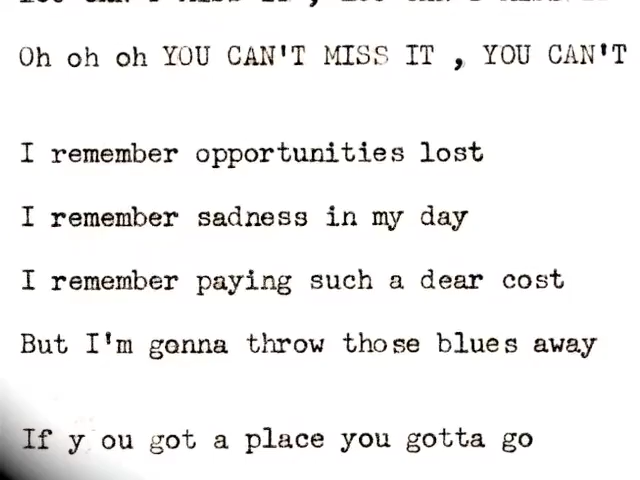 Oh oh oh YOU CAN'T MISS IT , YOU CAN'T
I remember opportunities lost
I remember sadness in my day
I remember paying such a dear cost
But I'm gonna throw those blues away
If y ou got a place you gotta go